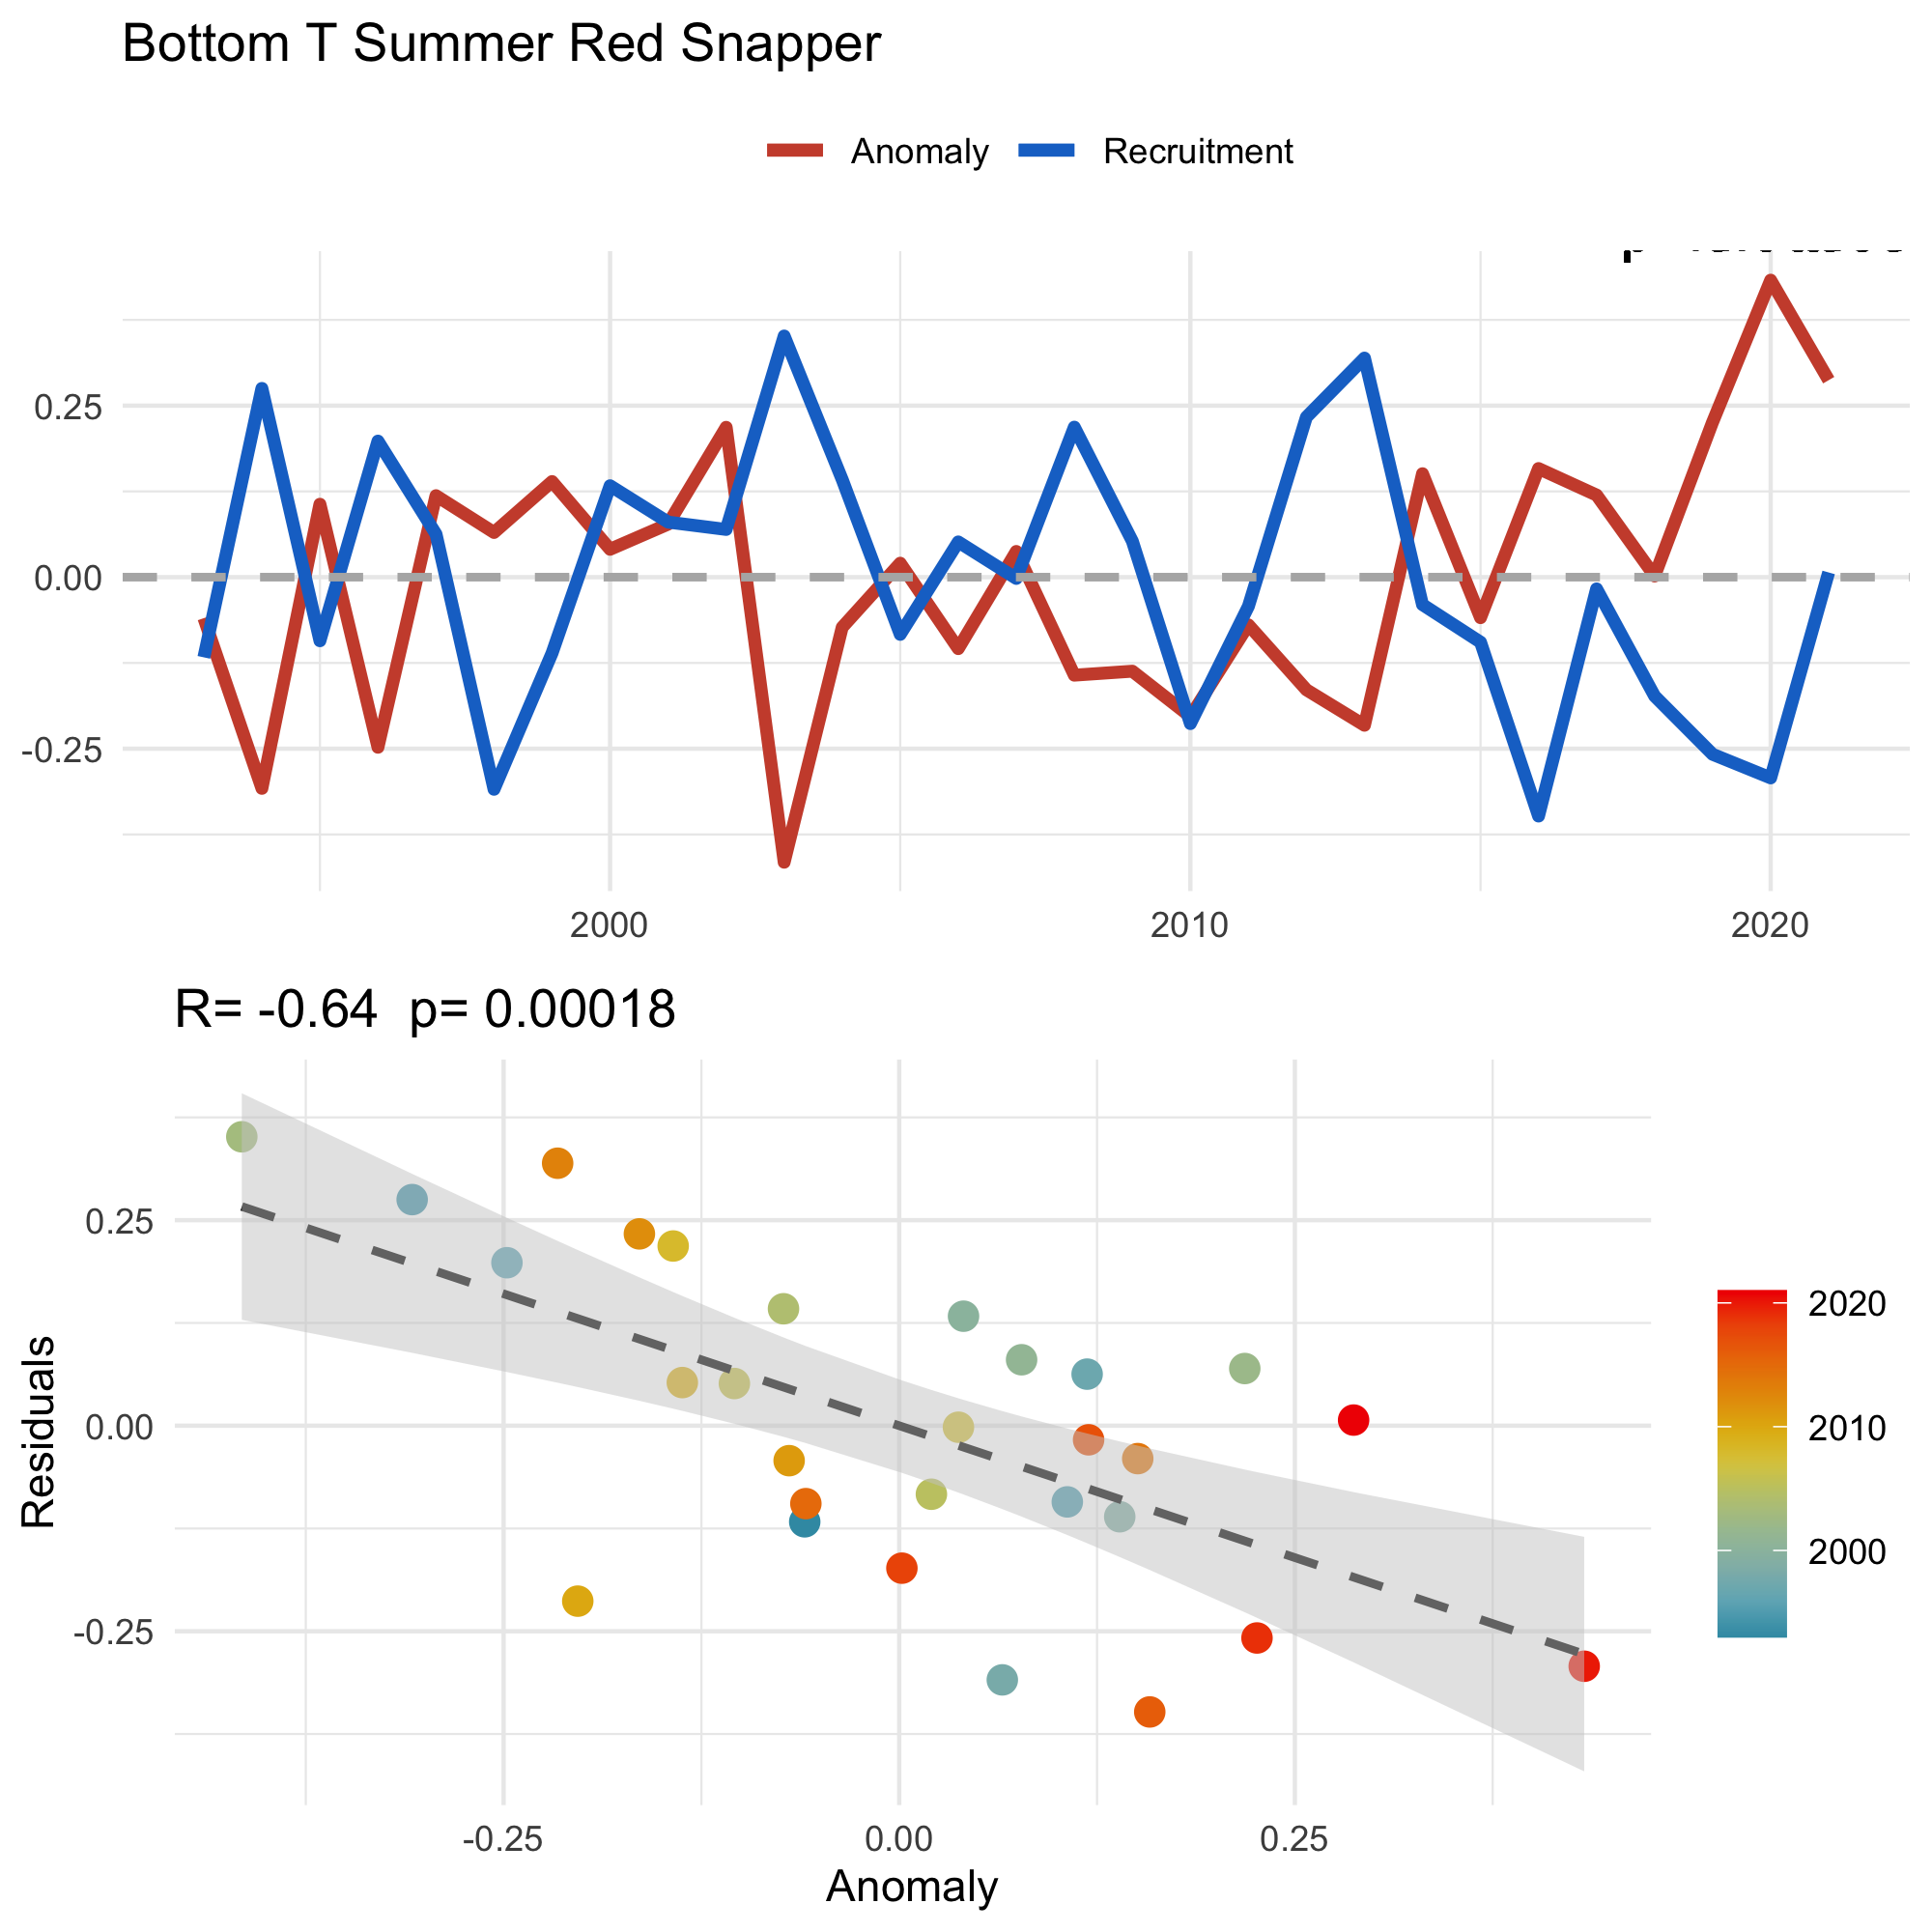 Bottom T Summer Red Snapper
Anomaly Recruitment
0.25
0.00
-0.25
2000 2010 2020
R= -0.64 p= 0.00018
Residuals
0.25
0.00
-0.25
-0.25 0.00 0.25
Anomaly
2020
2010
2000